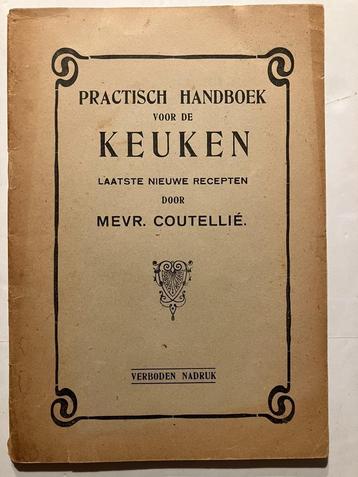 PRACTISCH HANDBOEK
VOOR DE
KEUKEN
LAATSTE NIEUWE RECEPTEN
DOOR
MEVR. COUTELLIÉ.
VERBODEN NADRUK